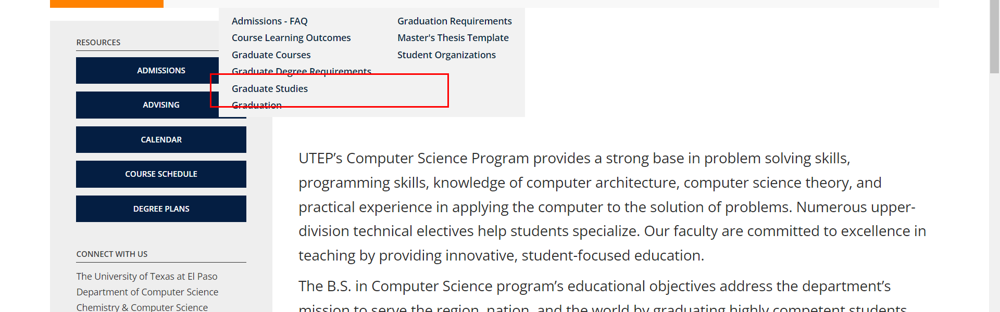 Admissions - FAQ
Course Learning Outcomes
Graduate Courses
Graduate Degree Requirements
Graduate Studies
Graduation
Graduation Requirements
Master's Thesis Template
Student Organizations
RESOURCES
ADMISSIONS
ADVISING
CALENDAR
COURSE SCHEDULE
DEGREE PLANS
CONNECT WITH US
The University of Texas at El Paso
Department of Computer Science
Chemistry & Computer Science
UTEP’s Computer Science Program provides a strong base in problem solving skills,
programming skills, knowledge of computer architecture, computer science theory, and
practical experience in applying the computer to the solution of problems. Numerous upper-
division technical electives help students specialize. Our faculty are committed to excellence in
teaching by providing innovative, student-focused education.
The B.S. in Computer Science program’s educational objectives address the department’s
mission to serve the region, nation, and the world by graduating highly competent students